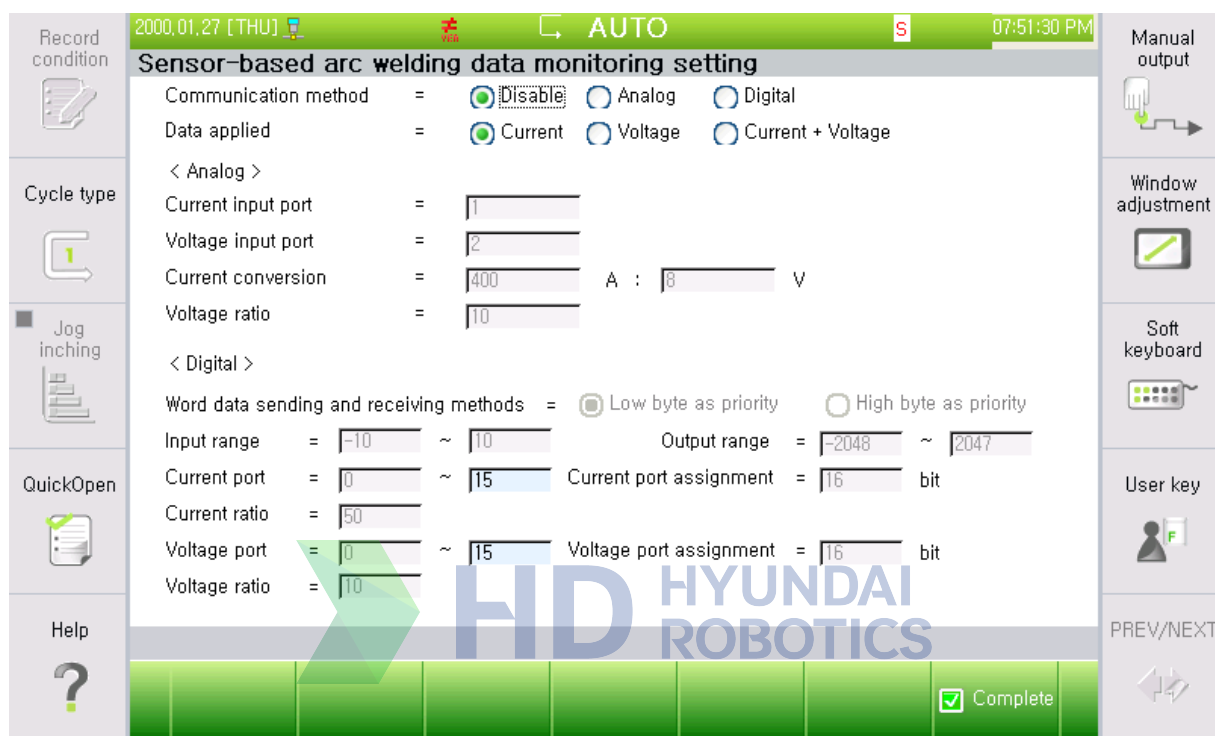 2000,01,27 [THU] AUTO S 07:51:30 PM
Sensor-based arc welding data monitoring setting
Record
condition
Cycle type
1
Jog
inching
QuickOpen
Help
Communication method = Disable Analog Digital
Data applied = Current Voltage Current + Voltage
< Analog >
Current input port = 1
Voltage input port = 2
Current conversion = 400 A : 8 V
Voltage ratio = 10
< Digital >
Word data sending and receiving methods = Low byte as priority High byte as priority
Input range = -10 ~ 10 Output range = -2048 ~ 2047
Current port = 0 ~ 15 Current port assignment = 16 bit
Current ratio = 50
Voltage port = 0 ~ 15 Voltage port assignment = 16 bit
Voltage ratio = 10
HD HYUNDAI
ROBOTICS
Complete
Manual
output
Window
adjustment
Soft
keyboard
User key
F
PREV/NEXT